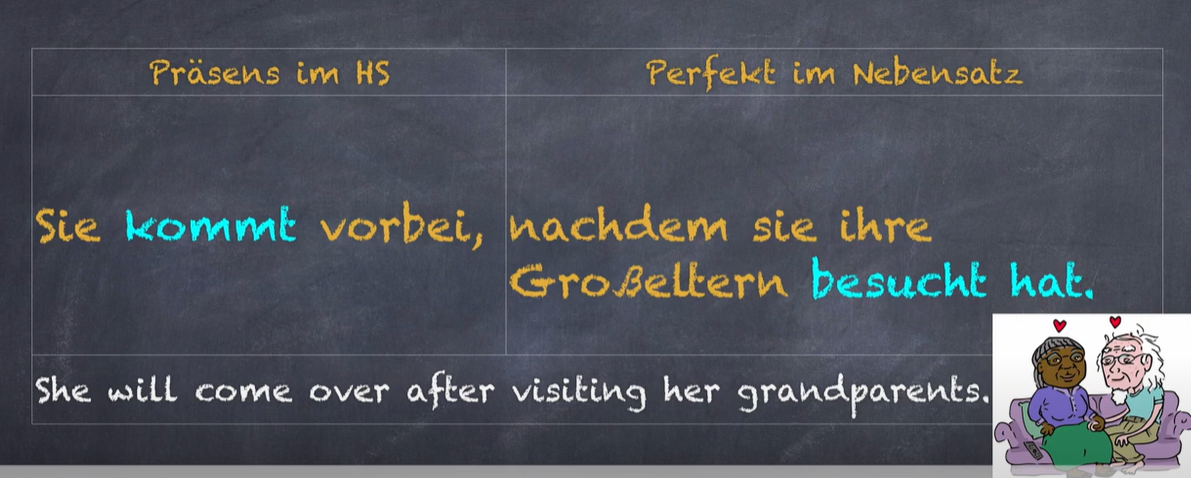 Präsens im HS
Perfekt im Nebensatz
Sie kommt vorbei,
nachdem sie ihre
Großeltern besucht hat.
She will come over after visiting her grandparents.